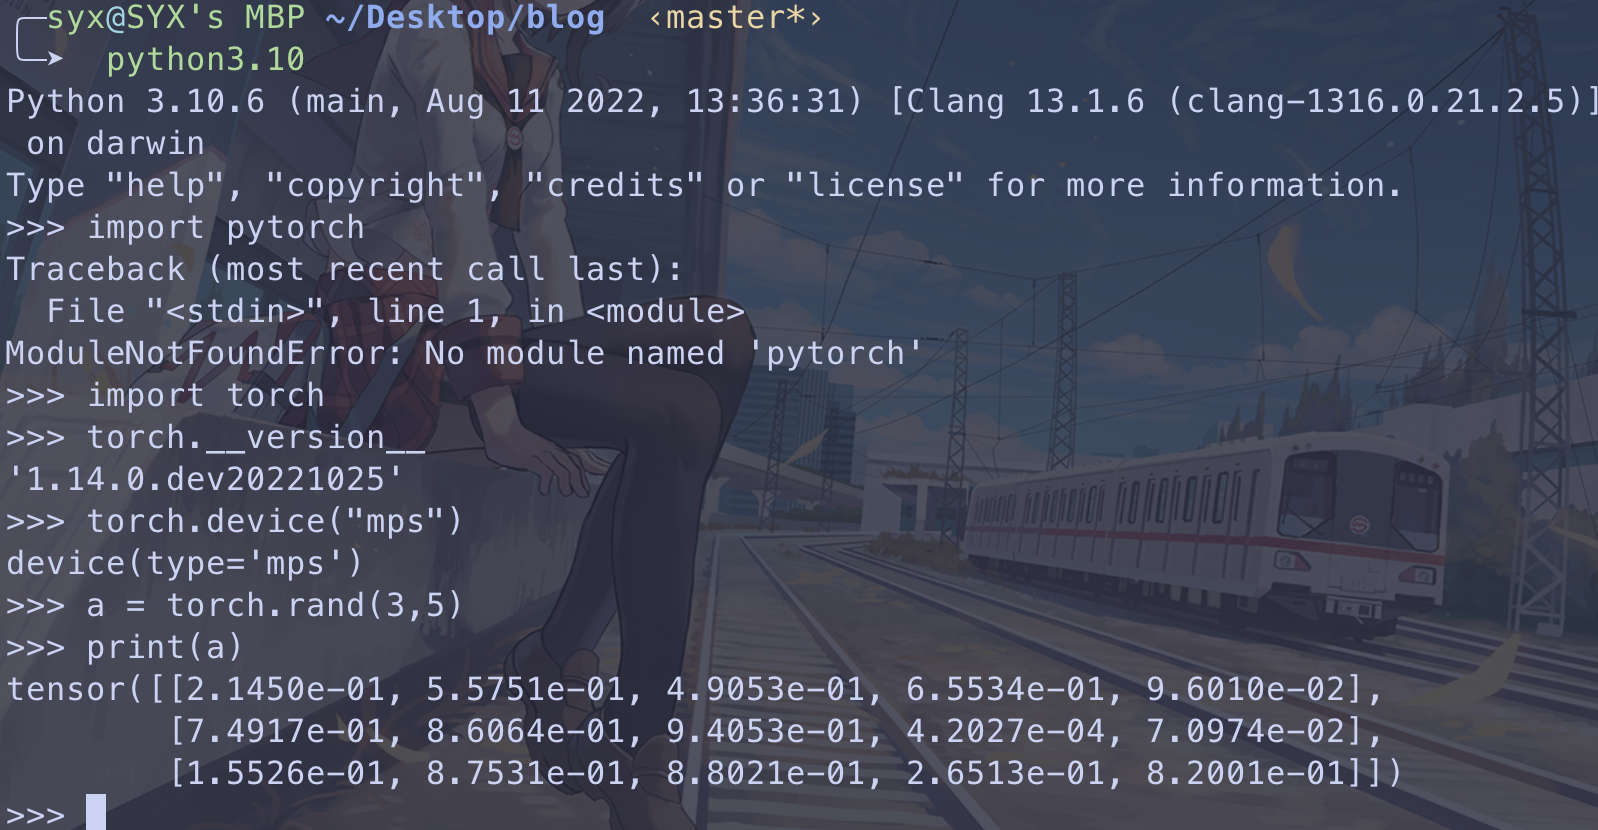 syx@SYX's MBP ~/Desktop/blog  ‹master*›
python3.10
Python 3.10.6 (main, Aug 11 2022, 13:36:31) [Clang 13.1.6 (clang-1316.0.21.2.5)]
 on darwin
Type "help", "copyright", "credits" or "license" for more information.
>>> import pytorch
Traceback (most recent call last):
  File "<stdin>", line 1, in <module>
ModuleNotFoundError: No module named 'pytorch'
>>> import torch
>>> torch.__version__
'1.14.0.dev20221025'
>>> torch.device("mps")
device(type='mps')
>>> a = torch.rand(3,5)
>>> print(a)
tensor([[2.1450e-01, 5.5751e-01, 4.9053e-01, 6.5534e-01, 9.6010e-02],
        [7.4917e-01, 8.6064e-01, 9.4053e-01, 4.2027e-04, 7.0974e-02],
        [1.5526e-01, 8.7531e-01, 8.8021e-01, 2.6513e-01, 8.2001e-01]])
>>>